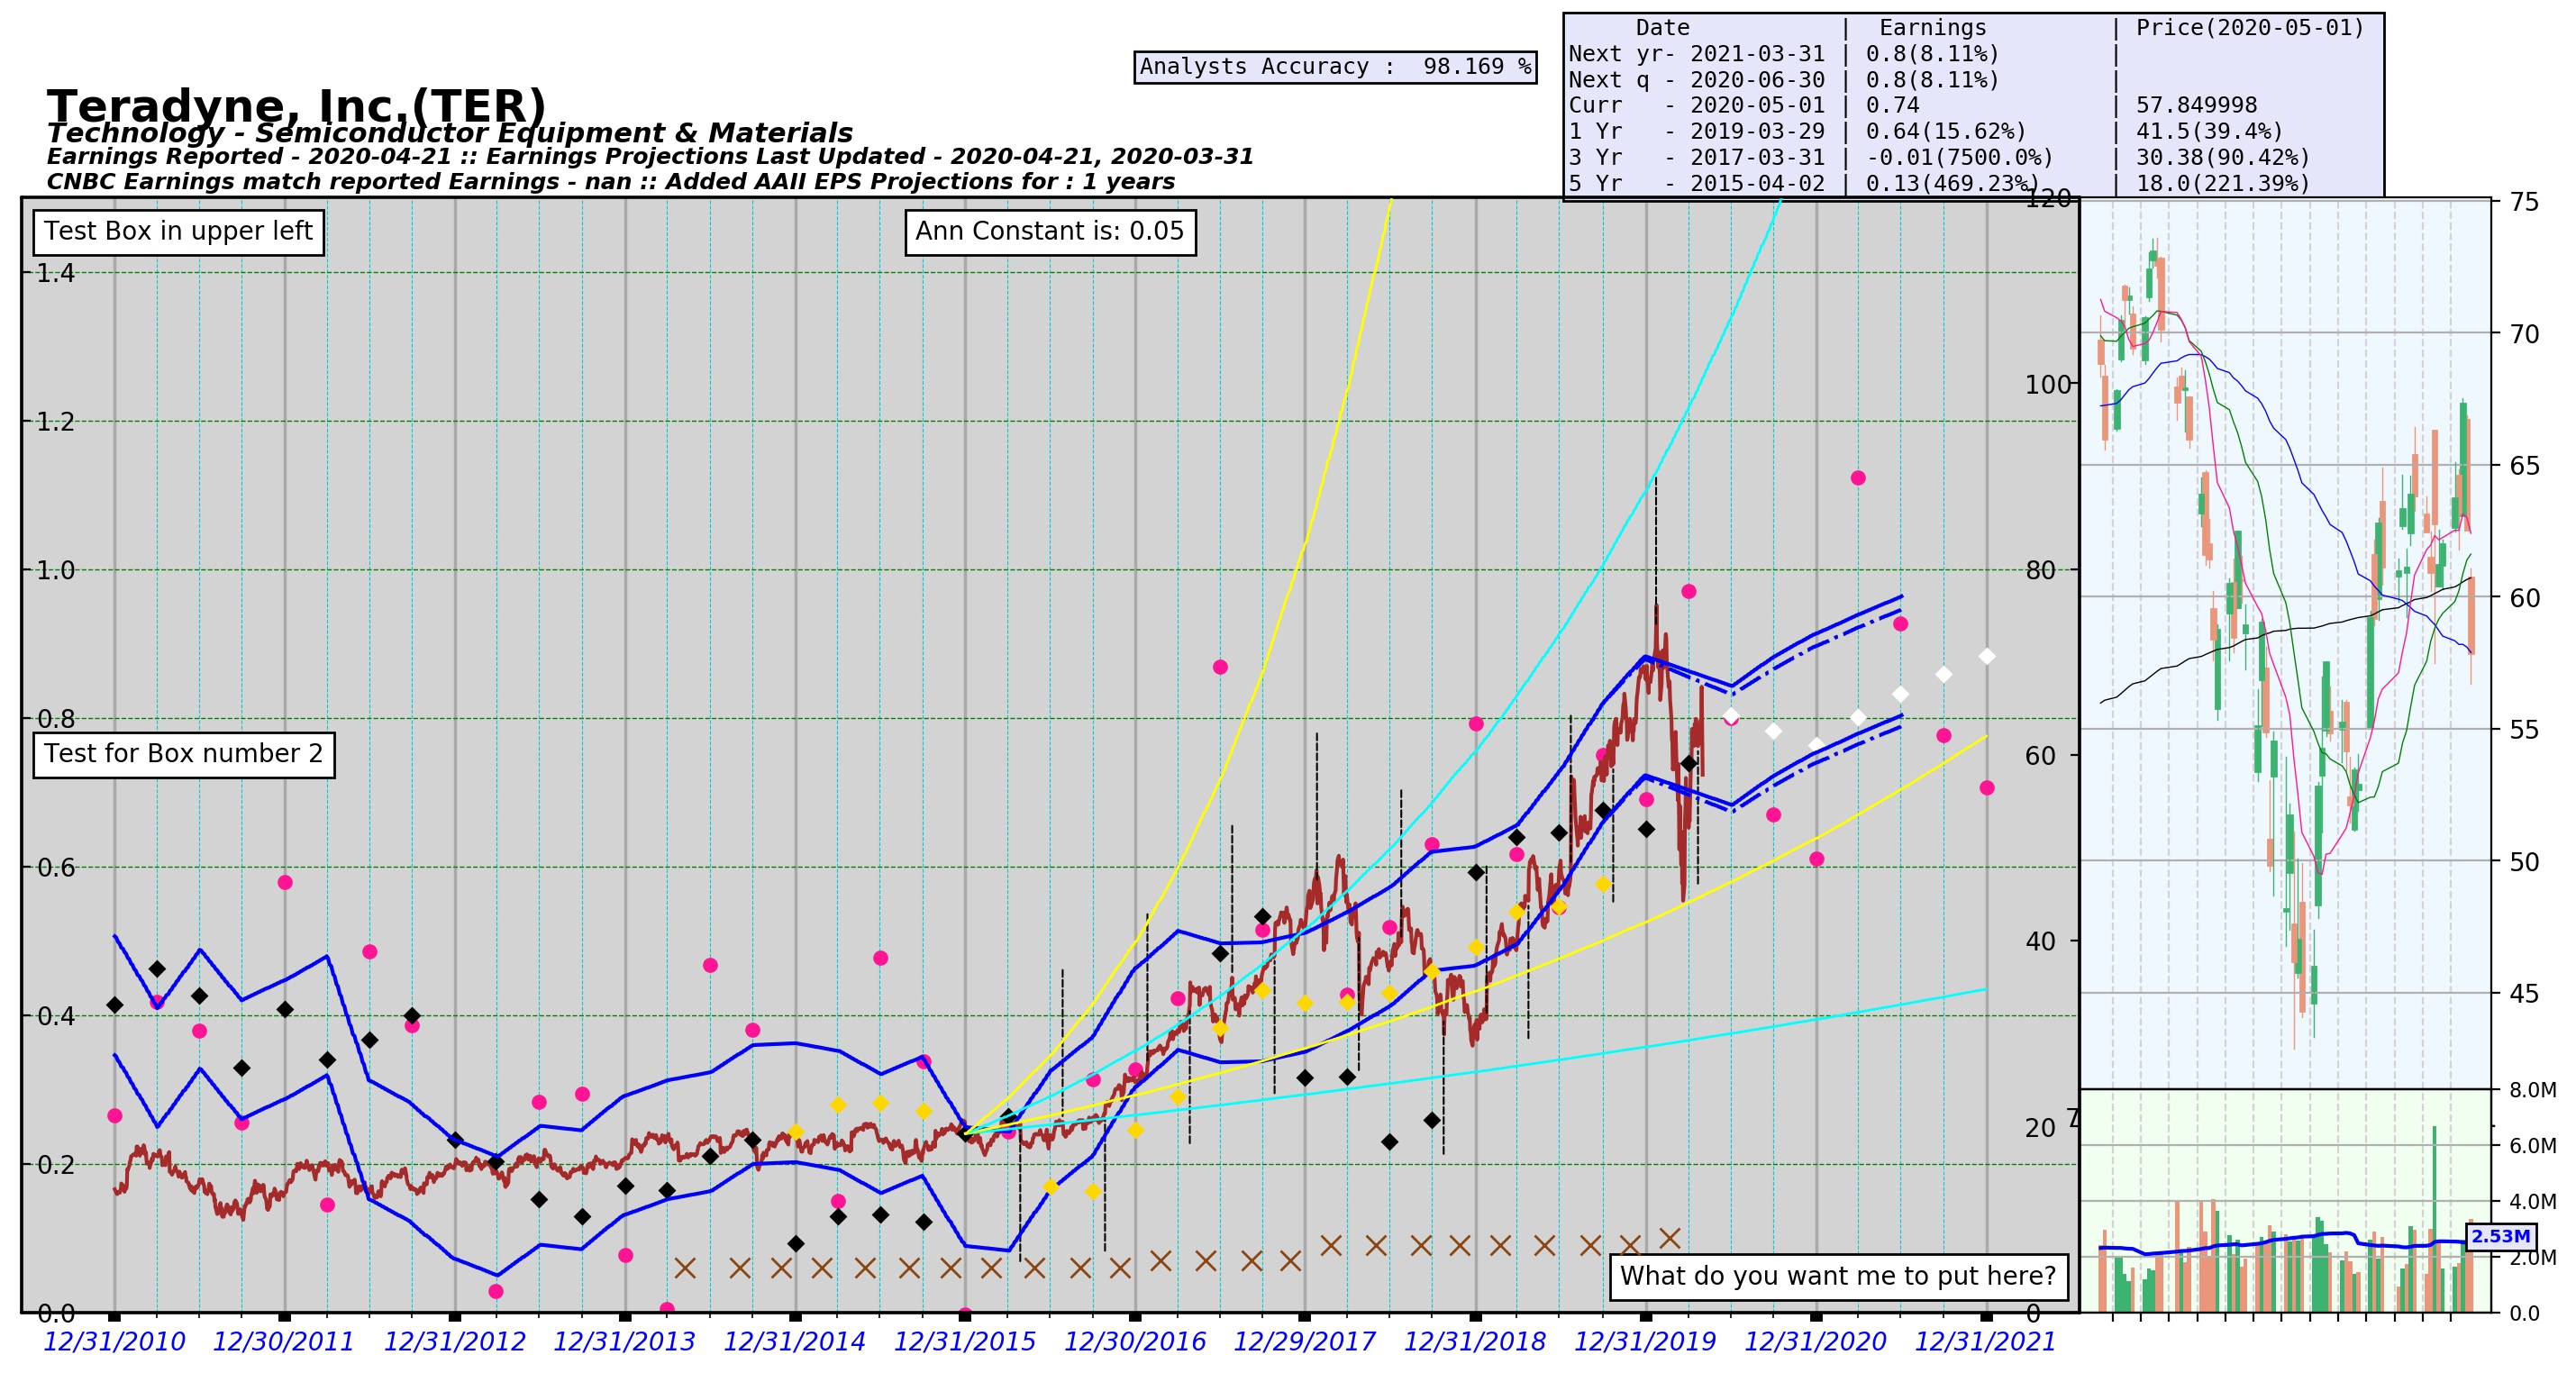 Date | Earnings | Price(2020-05-01)
Next yr- 2021-03-31 | 0.8(8.11%) |
Next q - 2020-06-30 | 0.8(8.11%) |
Curr - 2020-05-01 | 0.74 | 57.849998
1 Yr - 2019-03-29 | 0.64(15.62%) | 41.5(39.4%)
3 Yr - 2017-03-31 | -0.01(7500.0%) | 30.38(90.42%)
5 Yr - 2015-04-02 | 0.13(469.23%) | 18.0(221.39%)
Analysts Accuracy : 98.169 %
Teradyne, Inc.(TER)
Technology - Semiconductor Equipment & Materials
Earnings Reported - 2020-04-21 :: Earnings Projections Last Updated - 2020-04-21, 2020-03-31
CNBC Earnings match reported Earnings - nan :: Added AAII EPS Projections for : 1 years
Test Box in upper left
Ann Constant is: 0.05
1.4
1.2
1.0
0.8
Test for Box number 2
0.6
0.4
0.2
0.0
120
100
80
60
40
20
0
7
What do you want me to put here?
75
70
65
60
55
50
45
8.0M
6.0M
4.0M
2.53M
2.0M
0.0
12/31/2010 12/30/2011 12/31/2012 12/31/2013 12/31/2014 12/31/2015 12/30/2016 12/29/2017 12/31/2018 12/31/2019 12/31/2020 12/31/2021